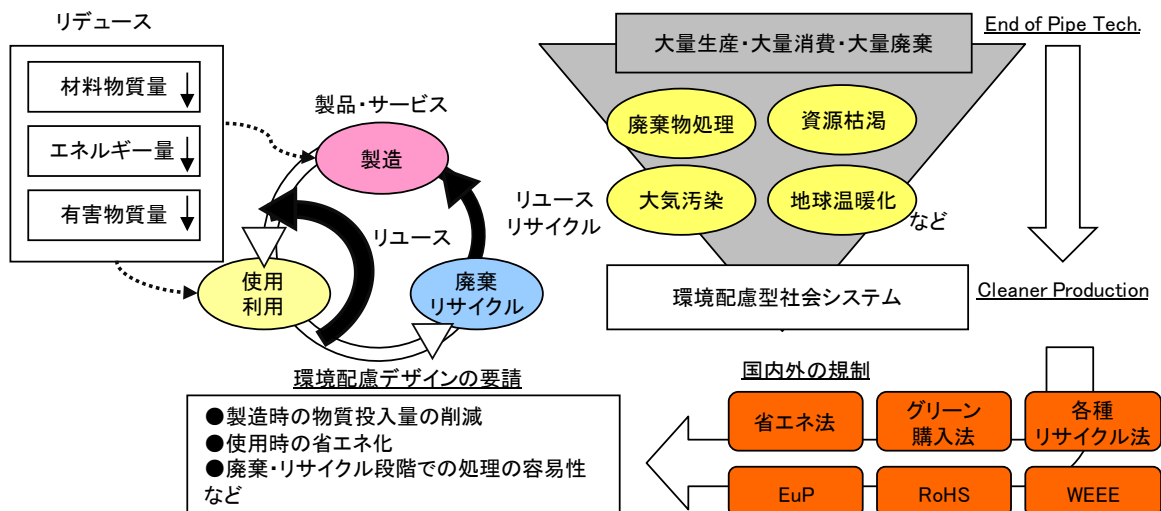 リデュース
材料物質量
エネルギー量
有害物質量
製品・サービス
製造
リユース
使用
利用
廃棄
リサイクル
リユース
リサイクル
大量生産・大量消費・大量廃棄
廃棄物処理
資源枯渇
大気汚染
地球温暖化
など
環境配慮型社会システム
End of Pipe Tech.
Cleaner Production
環境配慮デザインの要請
●製造時の物質投入量の削減
●使用時の省エネ化
●廃棄・リサイクル段階での処理の容易性
など
国内外の規制
省エネ法
グリーン
購入法
各種
リサイクル法
EuP
RoHS
WEEE